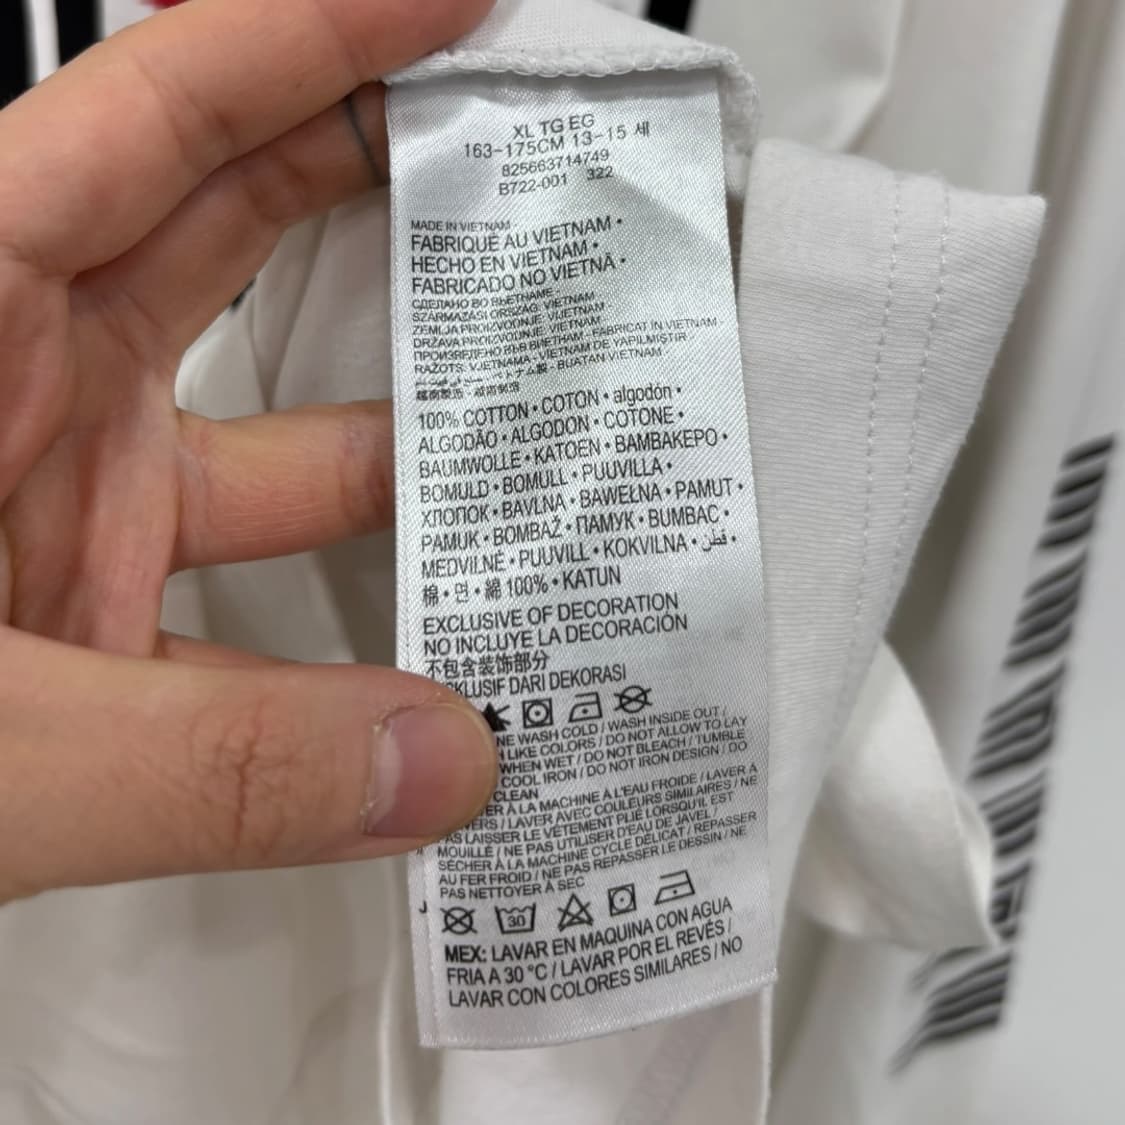 XL TG EG
163-175CM 13-15 세
825663714749
B722-001 322
MADE IN VIETNAM
FABRIQUÉ AU VIETNAM •
HECHO EN VIETNAM •
FABRICADO NO VIETNÃ •
СДЕЛАНО ВО ВЬЕТНАМЕ -
SZÁRMAZÁSI ORSZÁG: VIETNAM
ZEMLJA PROIZVODNJE: VIJETNAM
DRŽAVA PROIZVODNJE: VIETNAM - FABRICAT IN VIETNAM -
ПРОИЗВЕДЕНО ВЪВ ВИЕТНАМ - VIETNAM DE YAPILMIŞTIR
RAŽOTS: VJETNAMA - VIETNAM - BUATAN VIETNAM
100% COTTON • COTON • algodón •
ALGODÃO • ALGODON • COTONE •
BAUMWOLLE • KATOEN • ΒΑΜΒΑΚΕΡΟ •
BOMULD • BOMULL • PUUVILLA •
ХЛОПОК • BAVLNA • BAWEŁNA • PAMUT •
PAMUK • BOMBAŽ • ПАМУК • BUMBAC •
MEDVILNĖ • PUUVILL • KOKVILNA • قطن •
棉 • 면 • 綿 100% • KATUN
EXCLUSIVE OF DECORATION
NO INCLUYE LA DECORACIÓN
不包含装饰部分
DARI DEKORASI
WASH COLD / WASH INSIDE OUT /
LIKE COLORS / DO NOT ALLOW TO LAY
WHEN WET / DO NOT BLEACH / TUMBLE
COOL IRON / DO NOT IRON DESIGN / DO
CLEAN
À LA MACHINE À L'EAU FROIDE / LAVER À
/ LAVER AVEC COULEURS SIMILAIRES / NE
PAS LAISSER LE VÊTEMENT PLIÉ LORSQU'IL EST
MOUILLÉ / NE PAS UTILISER D'EAU DE JAVEL /
SÉCHER À LA MACHINE CYCLE DÉLICAT / REPASSER
AU FER FROID / NE PAS REPASSER LE DESSIN / NE
PAS NETTOYER À SEC
30
MEX: LAVAR EN MAQUINA CON AGUA
FRIA A 30 °C / LAVAR POR EL REVÉS /
LAVAR CON COLORES SIMILARES / NO